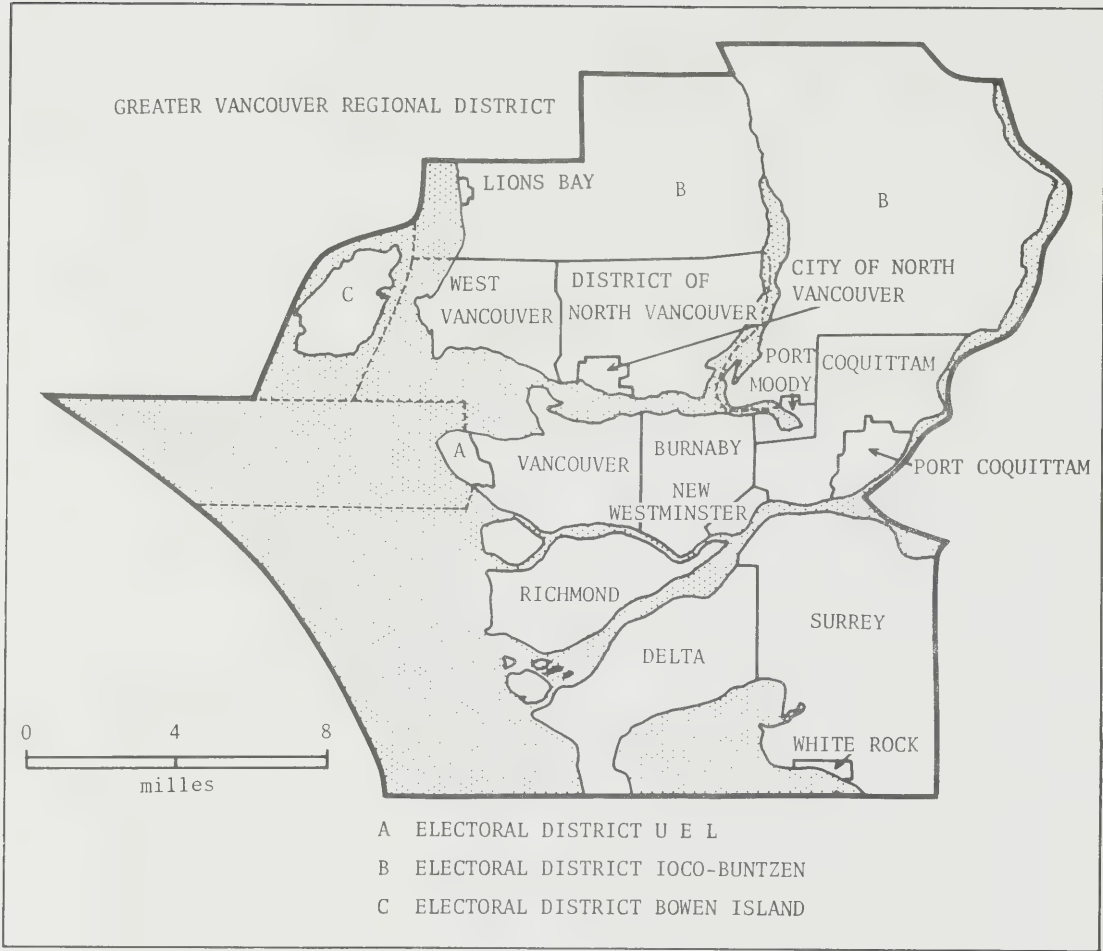 GREATER VANCOUVER REGIONAL DISTRICT
LIONS BAY
B
B
C
WEST
VANCOUVER
DISTRICT OF
NORTH VANCOUVER
CITY OF NORTH
VANCOUVER
PORT
MOODY
COQUITTAM
A
VANCOUVER
BURNABY
PORT COQUITTAM
NEW
WESTMINSTER
RICHMOND
SURREY
DELTA
WHITE ROCK
0 4 8
milles
A ELECTORAL DISTRICT U E L
B ELECTORAL DISTRICT IOCO-BUNTZEN
C ELECTORAL DISTRICT BOWEN ISLAND